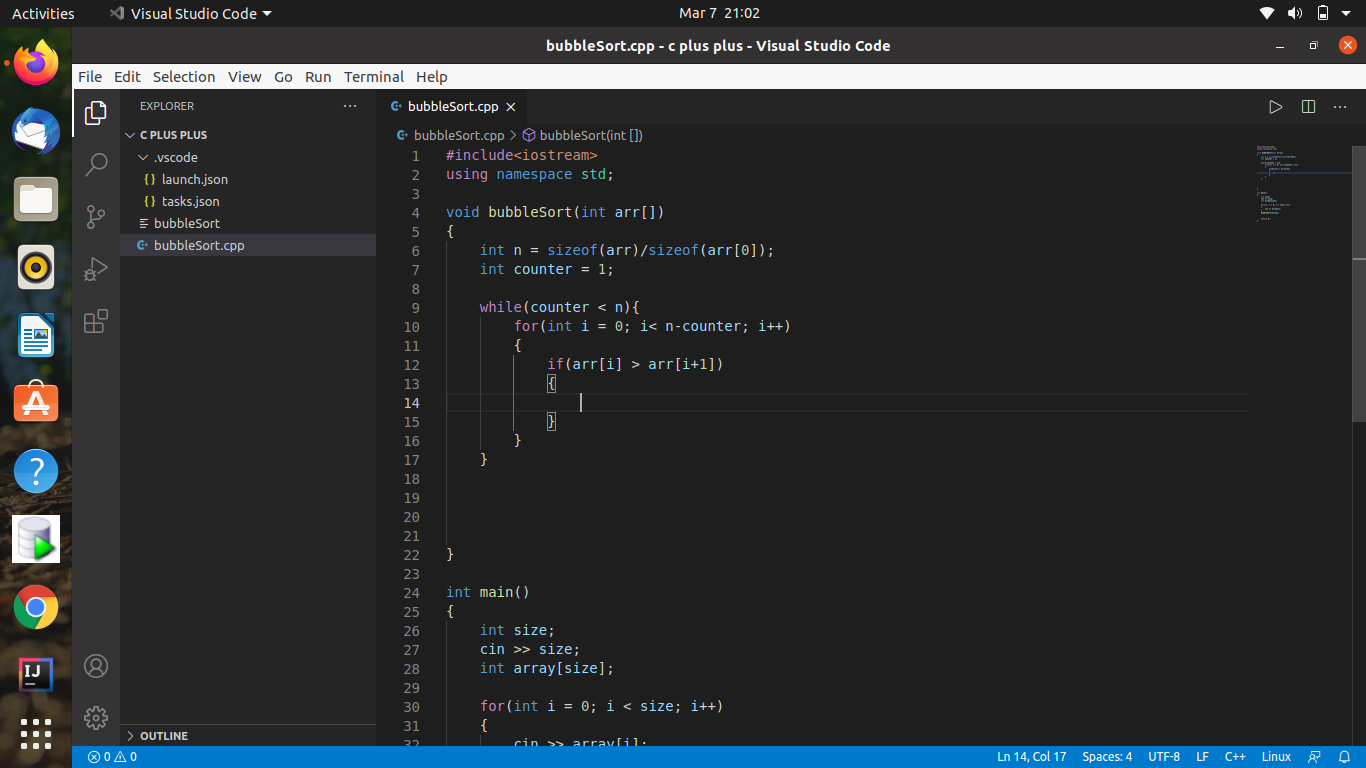 Activities Visual Studio Code Mar 7 21:02
bubbleSort.cpp - c plus plus - Visual Studio Code
File Edit Selection View Go Run Terminal Help
EXPLORER
C PLUS PLUS
.vscode
{} launch.json
{} tasks.json
bubbleSort
bubbleSort.cpp
OUTLINE
bubbleSort.cpp
bubbleSort.cpp > bubbleSort(int [])
1 #include<iostream>
2 using namespace std;
3
4 void bubbleSort(int arr[])
5 {
6 int n = sizeof(arr)/sizeof(arr[0]);
7 int counter = 1;
8
9 while(counter < n){
10 for(int i = 0; i< n-counter; i++)
11 {
12 if(arr[i] > arr[i+1])
13 {
14
15 }
16 }
17 }
18
19
20
21
22 }
23
24 int main()
25 {
26 int size;
27 cin >> size;
28 int array[size];
29
30 for(int i = 0; i < size; i++)
31 {
32 cin >> array[i];
0 0 Ln 14, Col 17 Spaces: 4 UTF-8 LF C++ Linux
IJ